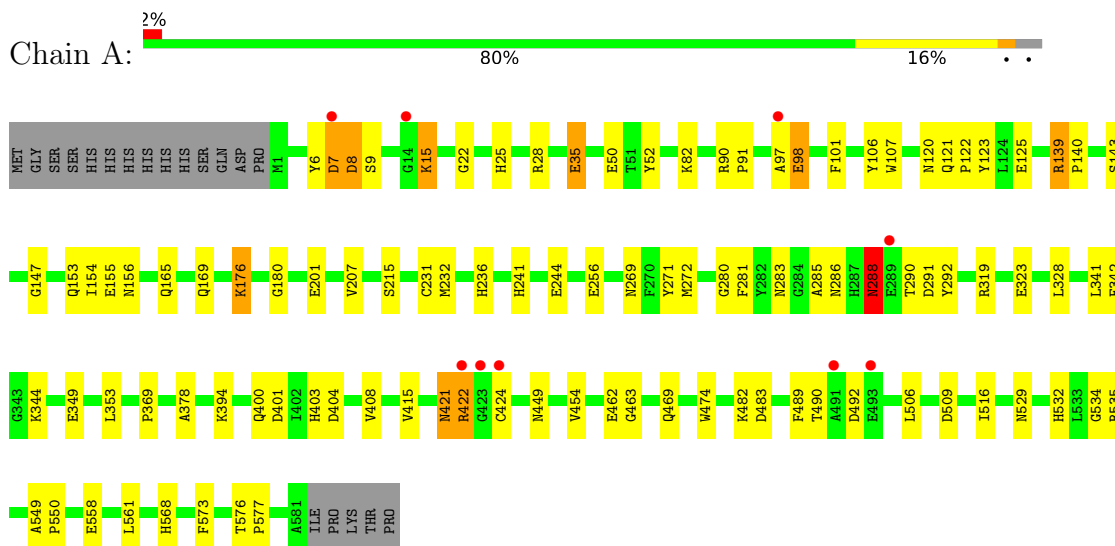 2%
Chain A:
80% 16% • •
MET GLY SER SER HIS HIS HIS HIS HIS HIS SER GLN ASP PRO M1 Y6 D7 D8 S9 G14 K15 G22 H25 R28 E35 E50 T51 Y52 K82 R90 P91 A97 E98 F101 Y106 W107 N120 Q121 P122 Y123 L124 E125 R139 P140 S143
G147 Q153 I154 E155 N156 Q165 Q169 K176 G180 E201 V207 S215 C231 M232 H236 H241 E244 E256 N269 F270 Y271 M272 G280 F281 Y282 N283 G284 A285 N286 H287 N288 E289 T290 D291 Y292 R319 E323 L328 L341
G343 K344 E349 L353 P369 A378 K394 Q400 D401 I402 H403 D404 V408 V415 N421 R422 G423 C424 N449 V454 E462 G463 Q469 W474 K482 D483 F489 T490 A491 D492 E493 L506 D509 I516 N529 H532 L533 G534
A549 P550 E558 L561 H568 F573 T576 P577 A581 ILE PRO LYS THR PRO